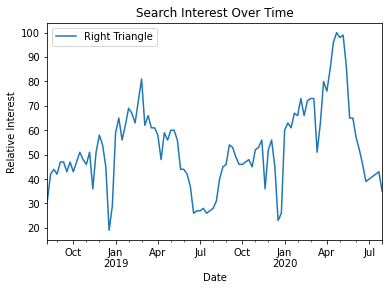 Search Interest Over Time
Right Triangle
Relative Interest
100
90
80
70
60
50
40
30
20
Oct Jan Apr Jul Oct Jan Apr Jul
2019 2020
Date